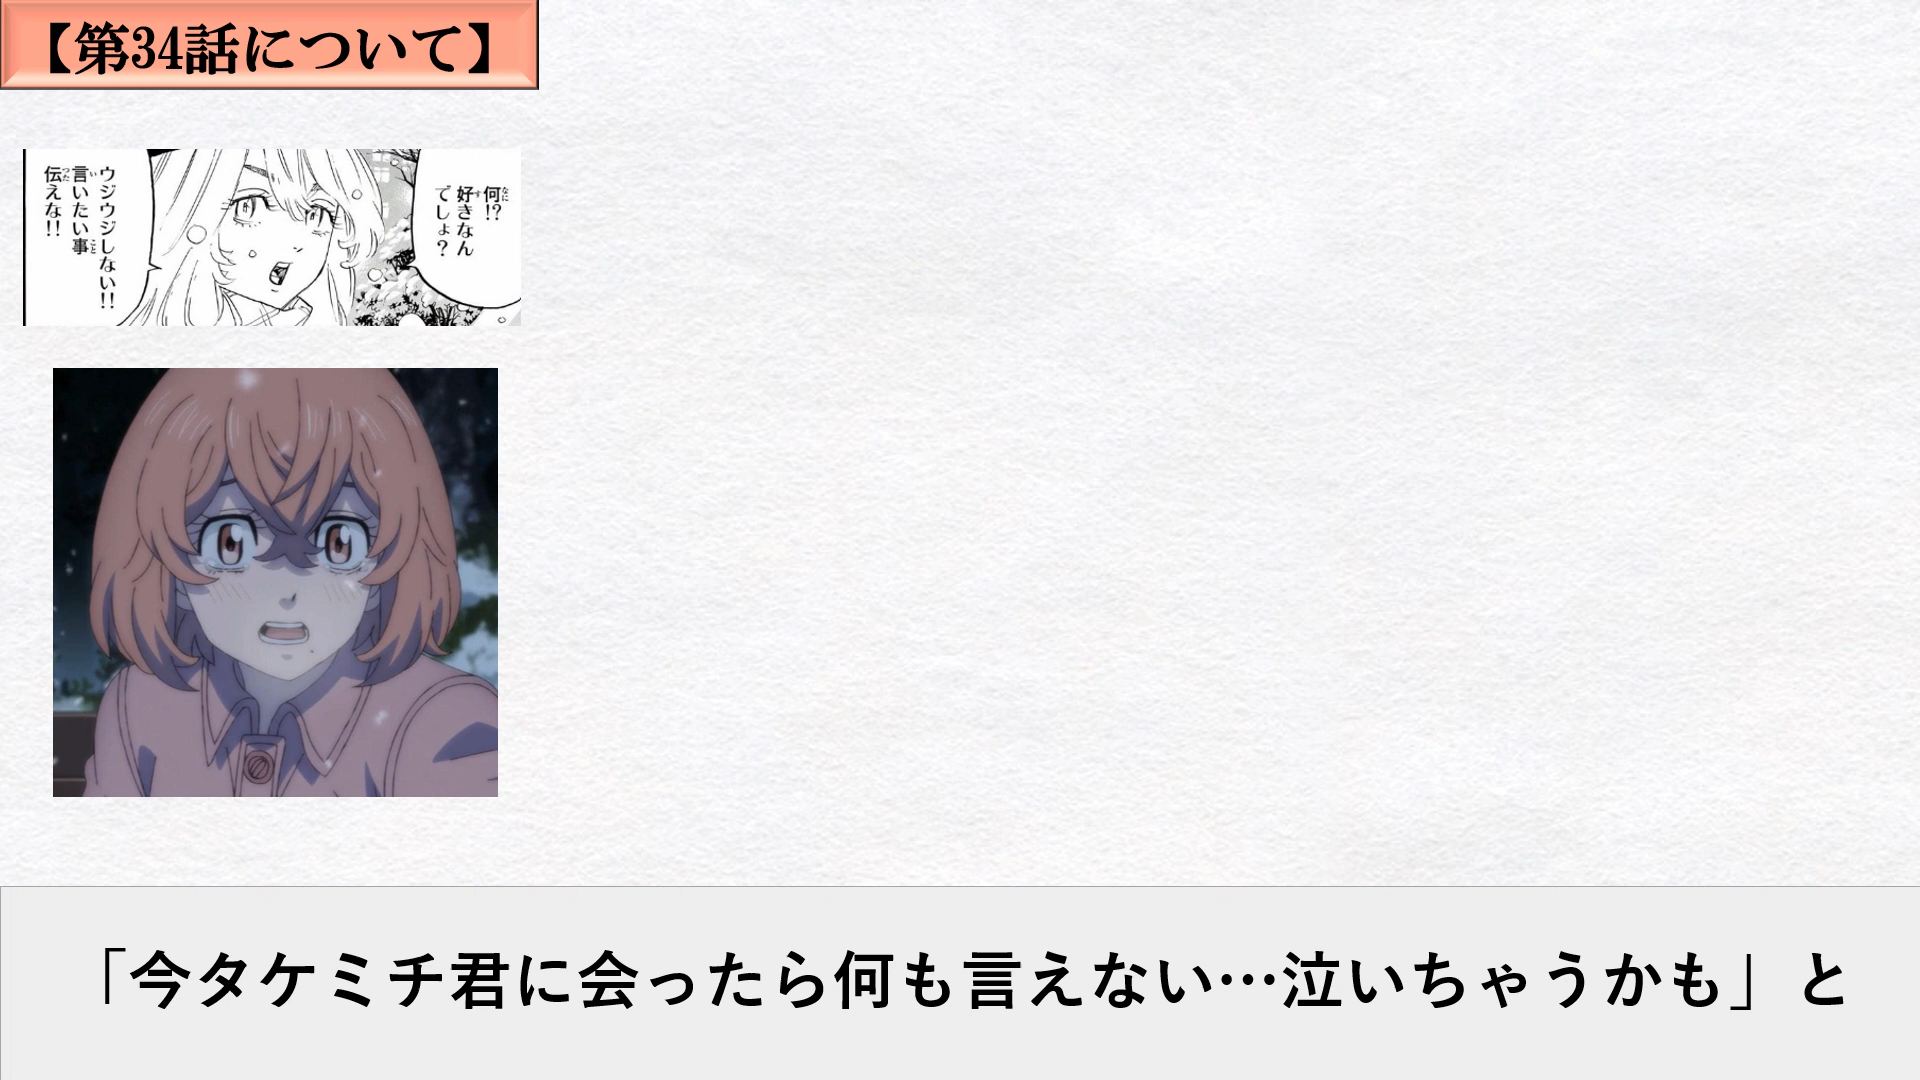 【第34話について】
何!?
好きなん
でしょ?
ウジウジしない!!
言いたい事
伝えな!!
「今タケミチ君に会ったら何も言えない…泣いちゃうかも」と